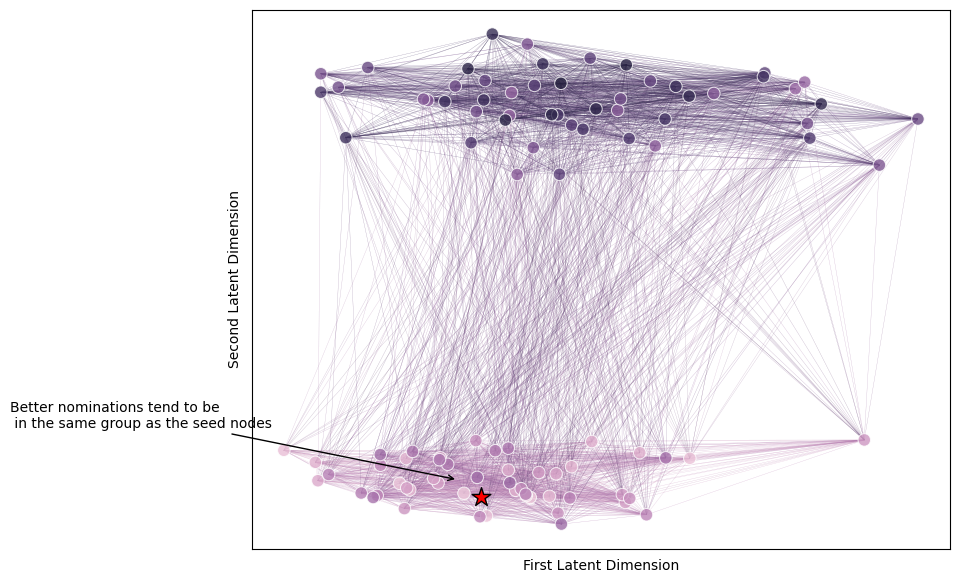 Second Latent Dimension
Better nominations tend to be
in the same group as the seed nodes
First Latent Dimension